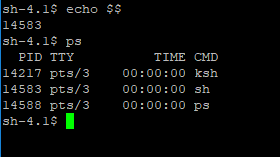 sh-4.1$ echo $$
14583
sh-4.1$ ps
  PID TTY          TIME CMD
14217 pts/3    00:00:00 ksh
14583 pts/3    00:00:00 sh
14588 pts/3    00:00:00 ps
sh-4.1$